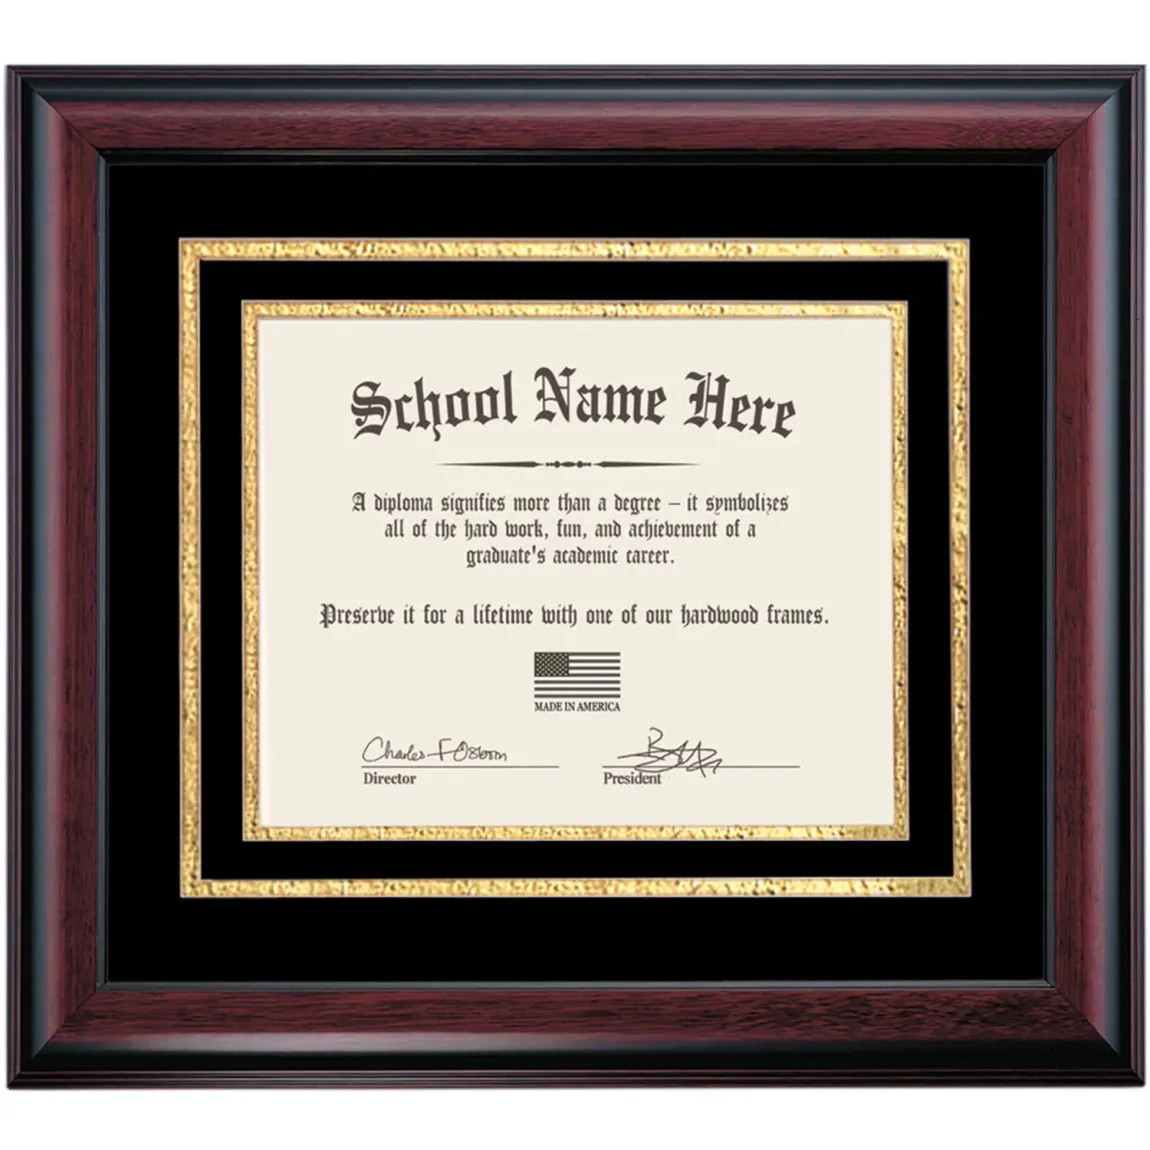 School Name Here
A diploma signifies more than a degree – it symbolizes
all of the hard work, fun, and achievement of a
graduate's academic career.
Preserve it for a lifetime with one of our hardwood frames.
MADE IN AMERICA
Charles F Osborn
Director
President